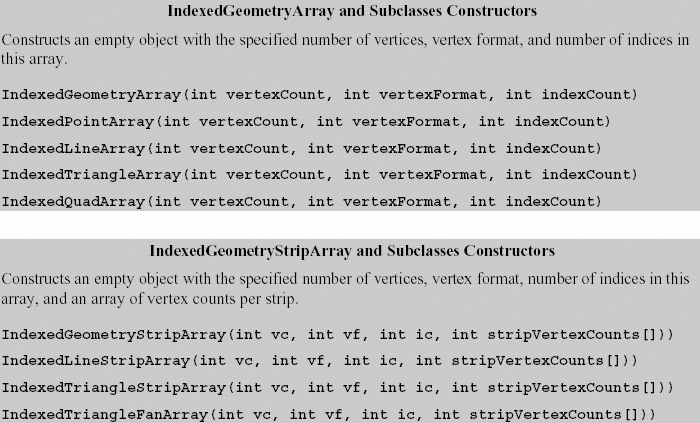 IndexedGeometryArray and Subclasses Constructors
Constructs an empty object with the specified number of vertices, vertex format, and number of indices in
this array.
IndexedGeometryArray(int vertexCount, int vertexFormat, int indexCount)
IndexedPointArray(int vertexCount, int vertexFormat, int indexCount)
IndexedLineArray(int vertexCount, int vertexFormat, int indexCount)
IndexedTriangleArray(int vertexCount, int vertexFormat, int indexCount)
IndexedQuadArray(int vertexCount, int vertexFormat, int indexCount)
IndexedGeometryStripArray and Subclasses Constructors
Constructs an empty object with the specified number of vertices, vertex format, number of indices in this
array, and an array of vertex counts per strip.
IndexedGeometryStripArray(int vc, int vf, int ic, int stripVertexCounts[]))
IndexedLineStripArray(int vc, int vf, int ic, int stripVertexCounts[]))
IndexedTriangleStripArray(int vc, int vf, int ic, int stripVertexCounts[]))
IndexedTriangleFanArray(int vc, int vf, int ic, int stripVertexCounts[]))